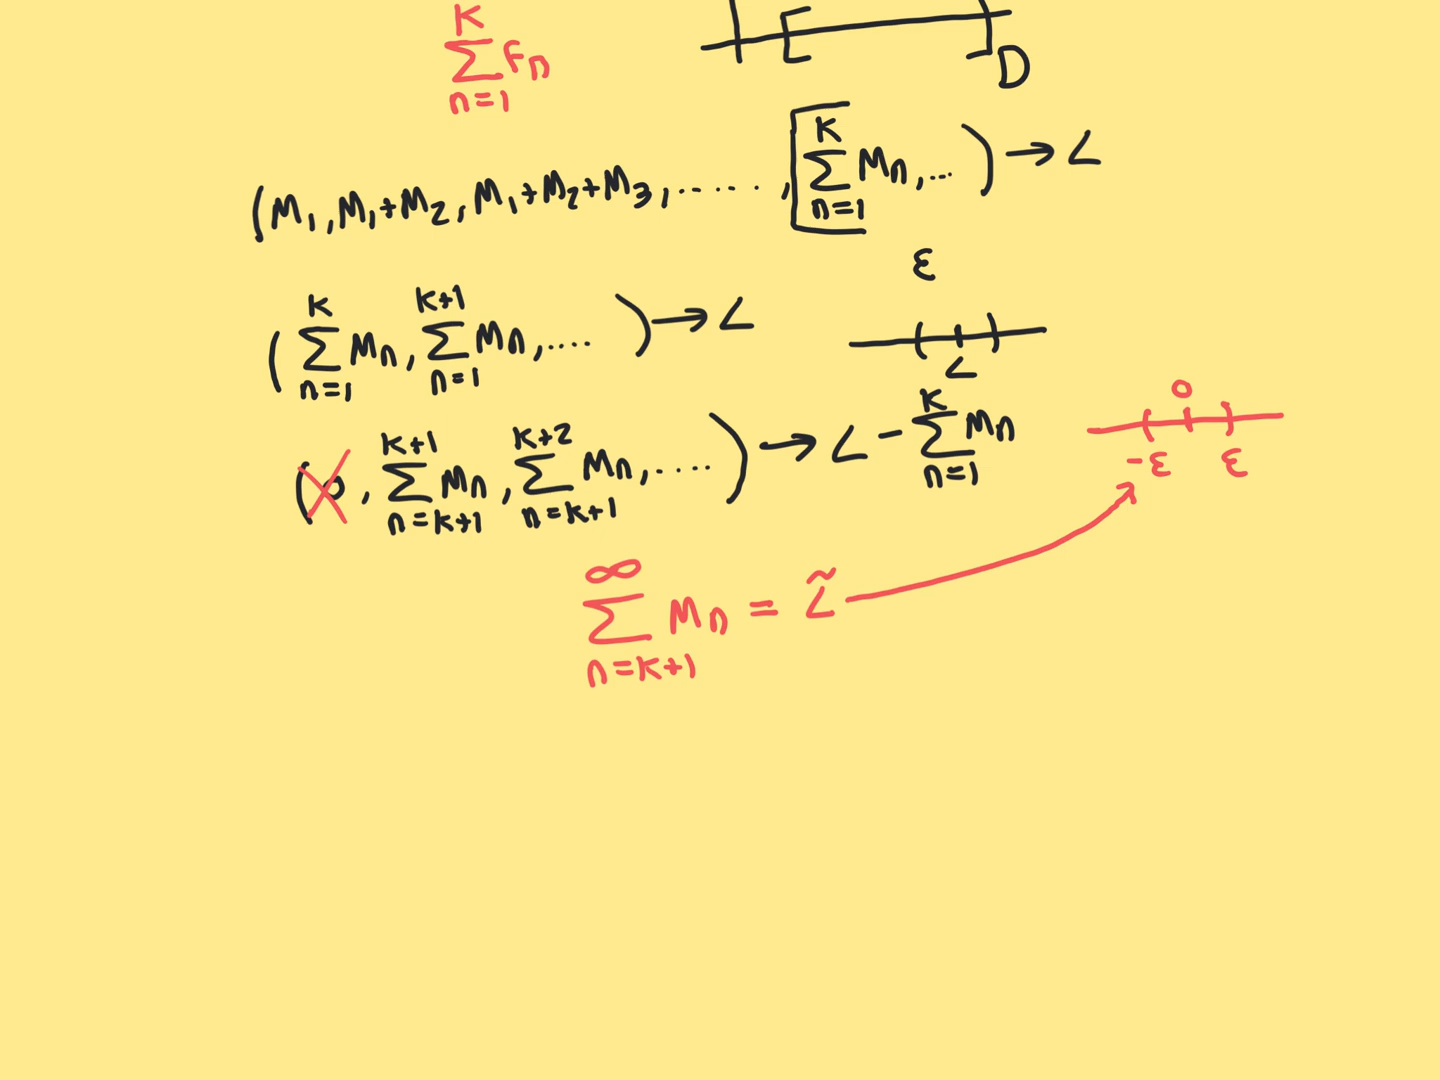 K
∑ Fn
n=1
D
(M₁, M₁+M₂, M₁+M₂+M₃, ......, [∑_{n=1}^{K} Mn, ...) → L
ε
(∑_{n=1}^{K} Mn, ∑_{n=1}^{K+1} Mn, ....) → L
L
(0, ∑_{n=K+1}^{K+1} Mn, ∑_{n=K+1}^{K+2} Mn, ....) → L - ∑_{n=1}^{K} Mn
0
-ε ε
∑_{n=K+1}^{∞} Mn = L̃